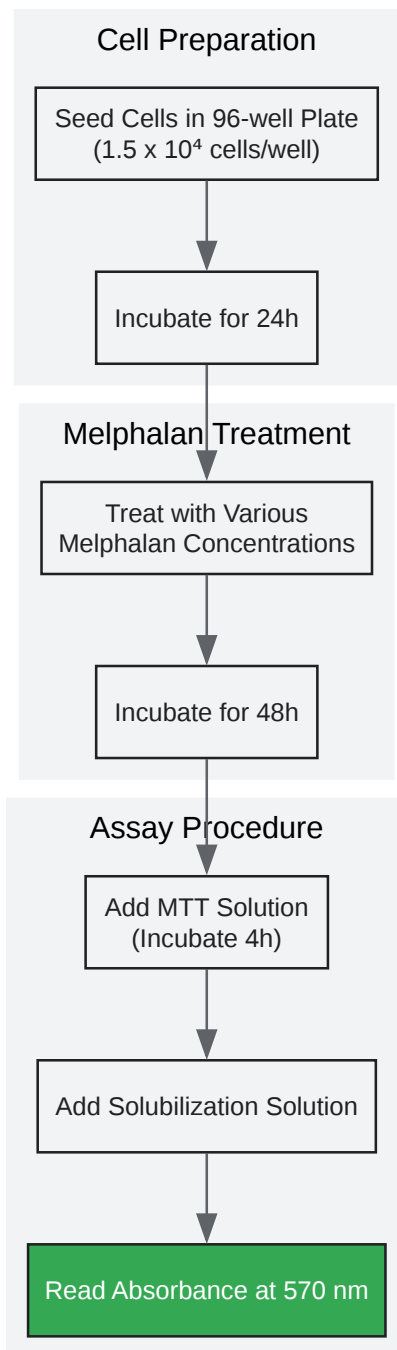 Cell Preparation
Seed Cells in 96-well Plate
(1.5 x 10⁴ cells/well)
Incubate for 24h
Melphalan Treatment
Treat with Various
Melphalan Concentrations
Incubate for 48h
Assay Procedure
Add MTT Solution
(Incubate 4h)
Add Solubilization Solution
Read Absorbance at 570 nm